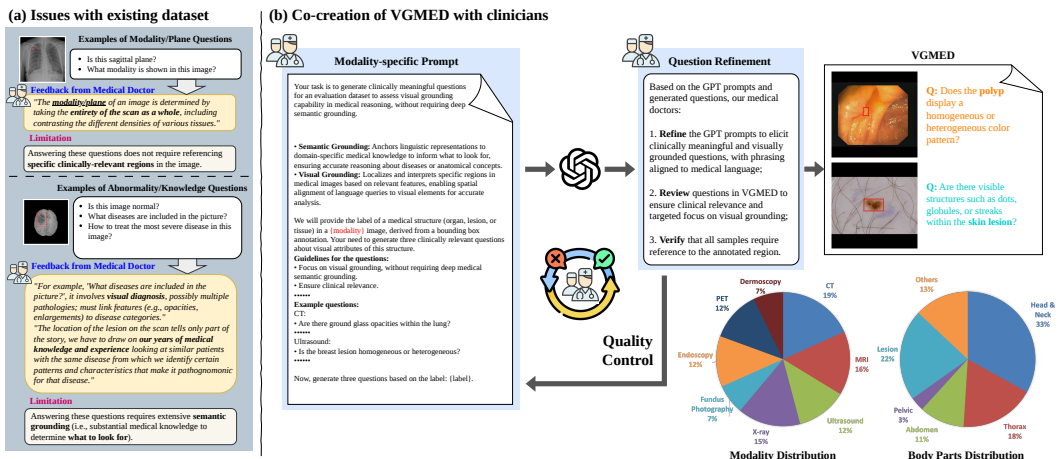 (a) Issues with existing dataset
Examples of Modality/Plane Questions
• Is this sagittal plane?
• What modality is shown in this image?
Feedback from Medical Doctor
"The modality/plane of an image is determined by
taking the entirety of the scan as a whole, including
contrasting the different densities of various tissues."
Limitation
Answering these questions does not require referencing
specific clinically-relevant regions in the image.
Examples of Abnormality/Knowledge Questions
• Is this image normal?
• What diseases are included in the picture?
• How to treat the most severe disease in this
image?
Feedback from Medical Doctor
"For example, 'What diseases are included in the
picture?', it involves visual diagnosis, possibly multiple
pathologies; must link features (e.g., opacities,
enlargements) to disease categories."
"The location of the lesion on the scan tells only part of
the story, we have to draw on our years of medical
knowledge and experience looking at similar patients
with the same disease from which we identify certain
patterns and characteristics that make it pathognomonic
for that disease."
Limitation
Answering these questions requires extensive semantic
grounding (i.e., substantial medical knowledge to
determine what to look for).
(b) Co-creation of VGMED with clinicians
Modality-specific Prompt
Your task is to generate clinically meaningful questions
for an evaluation dataset to assess visual grounding
capability in medical reasoning, without requiring deep
semantic grounding.
• Semantic Grounding: Anchors linguistic representations to
domain-specific medical knowledge to inform what to look for,
ensuring accurate reasoning about diseases or anatomical concepts.
• Visual Grounding: Localizes and interprets specific regions in
medical images based on relevant features, enabling spatial
alignment of language queries to visual elements for accurate
analysis.
We will provide the label of a medical structure (organ, lesion, or
tissue) in a {modality} image, derived from a bounding box
annotation. Your need to generate three clinically relevant questions
about visual attributes of this structure.
Guidelines for the questions:
• Focus on visual grounding, without requiring deep medical
semantic grounding.
• Ensure clinical relevance.
••••••
Example questions:
CT:
• Are there ground glass opacities within the lung?
••••••
Ultrasound:
• Is the breast lesion homogeneous or heterogeneous?
••••••
Now, generate three questions based on the label: {label}.
Question Refinement
Based on the GPT prompts and
generated questions, our medical
doctors:
1. Refine the GPT prompts to elicit
clinically meaningful and visually
grounded questions, with phrasing
aligned to medical language;
2. Review questions in VGMED to
ensure clinical relevance and
targeted focus on visual grounding;
3. Verify that all samples require
reference to the annotated region.
Quality
Control
VGMED
Q: Does the polyp
display a
homogeneous or
heterogeneous color
pattern?
Q: Are there visible
structures such as dots,
globules, or streaks
within the skin lesion?
Dermoscopy
7%
CT
19%
MRI
16%
Ultrasound
12%
X-ray
15%
Fundus
Photography
7%
Endoscopy
12%
PET
12%
Modality Distribution
Others
13%
Head &
Neck
33%
Thorax
18%
Abdomen
11%
Pelvic
3%
Lesion
22%
Body Parts Distribution